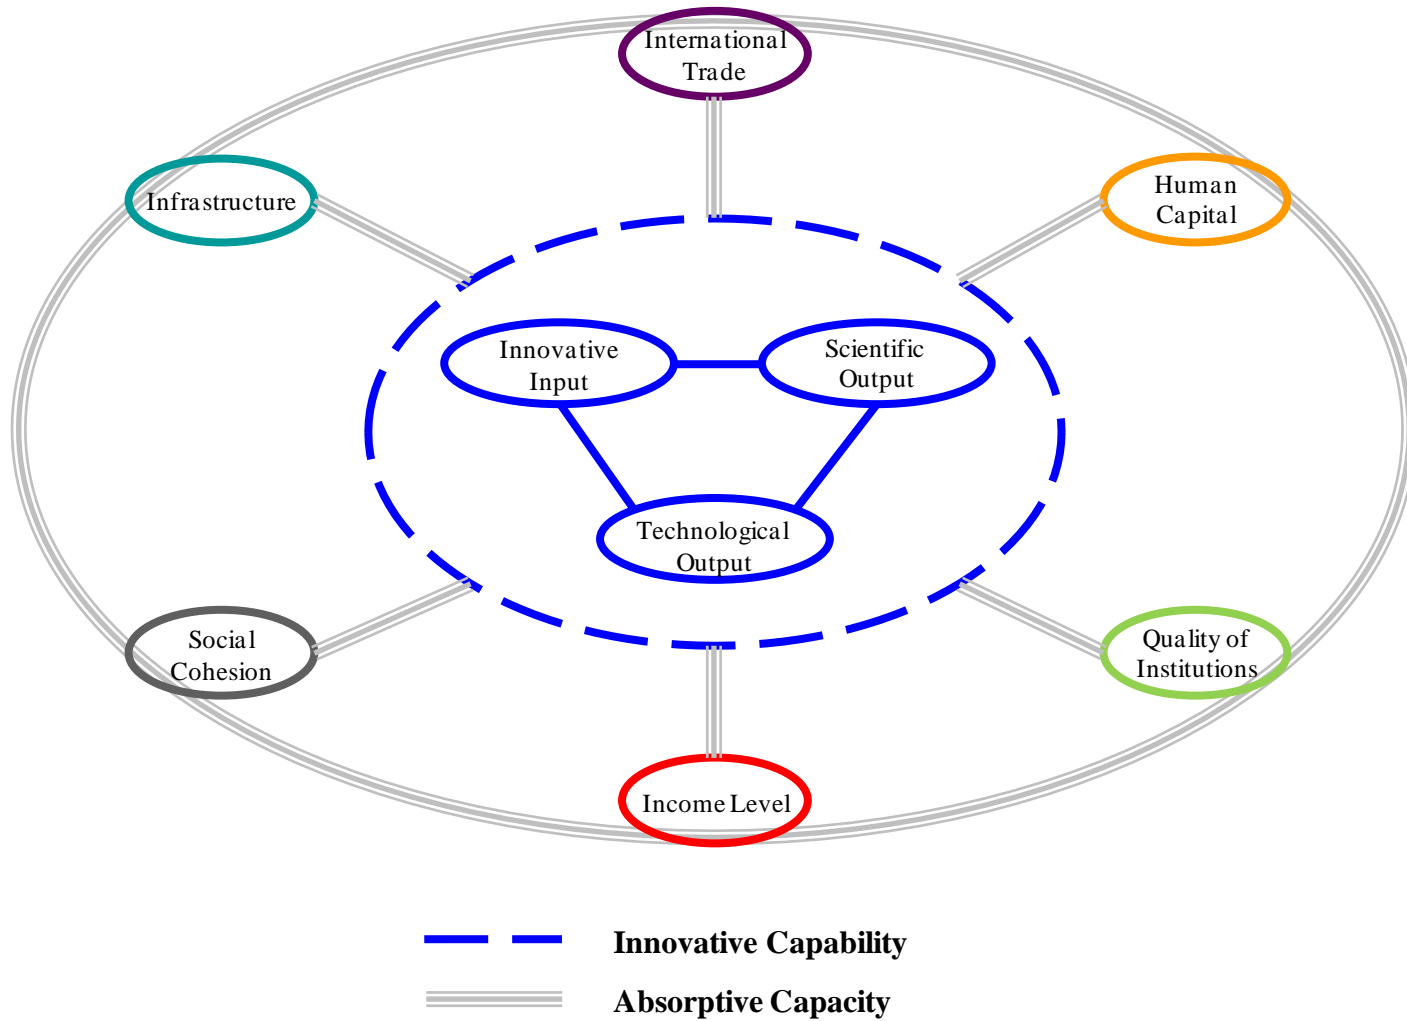 International
Trade
Infrastructure
Human
Capital
Innovative
Input
Scientific
Output
Technological
Output
Social
Cohesion
Quality of
Institutions
Income Level
Innovative Capability
Absorptive Capacity